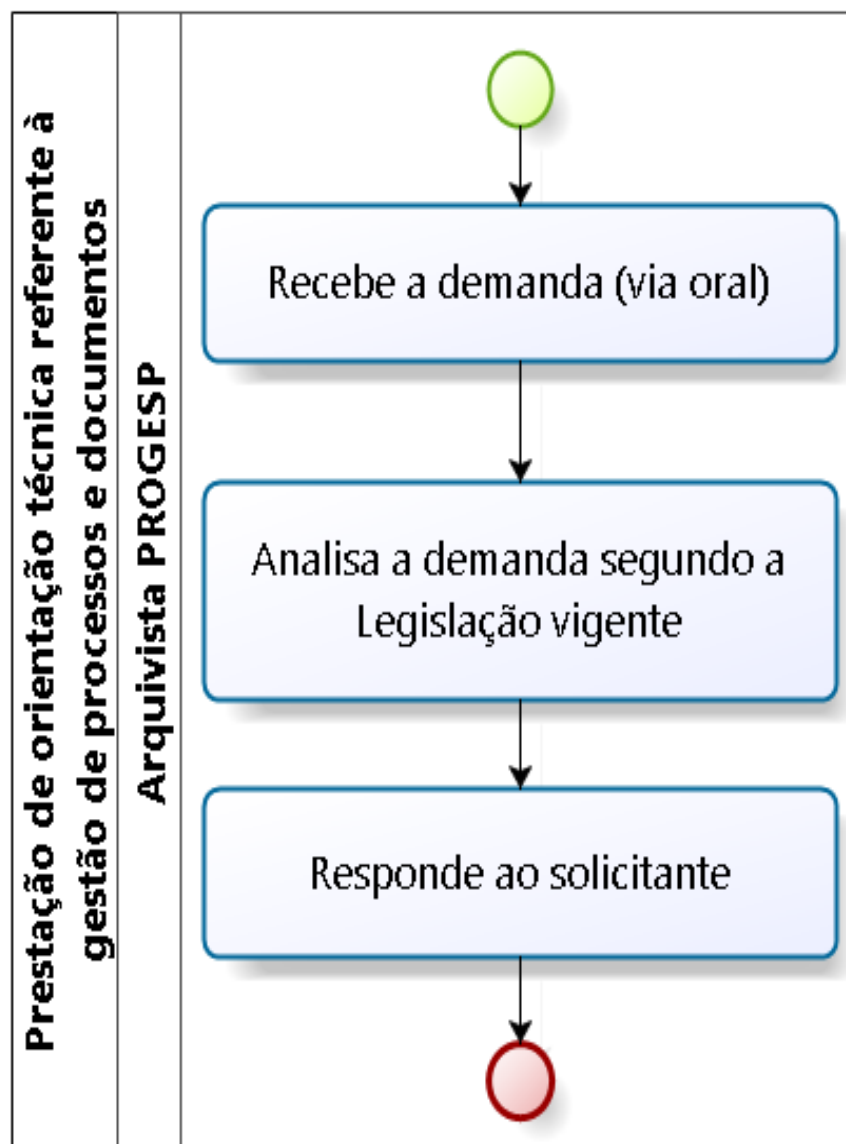 Prestação de orientação técnica referente à
gestão de processos e documentos
Arquivista PROGESP
Recebe a demanda (via oral)
Analisa a demanda segundo a
Legislação vigente
Responde ao solicitante